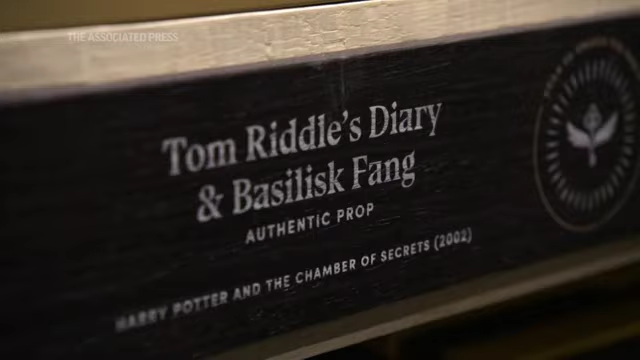 THE ASSOCIATED PRESS
Tom Riddle's Diary
& Basilisk Fang
AUTHENTIC PROP
HARRY POTTER AND THE CHAMBER OF SECRETS (2002)